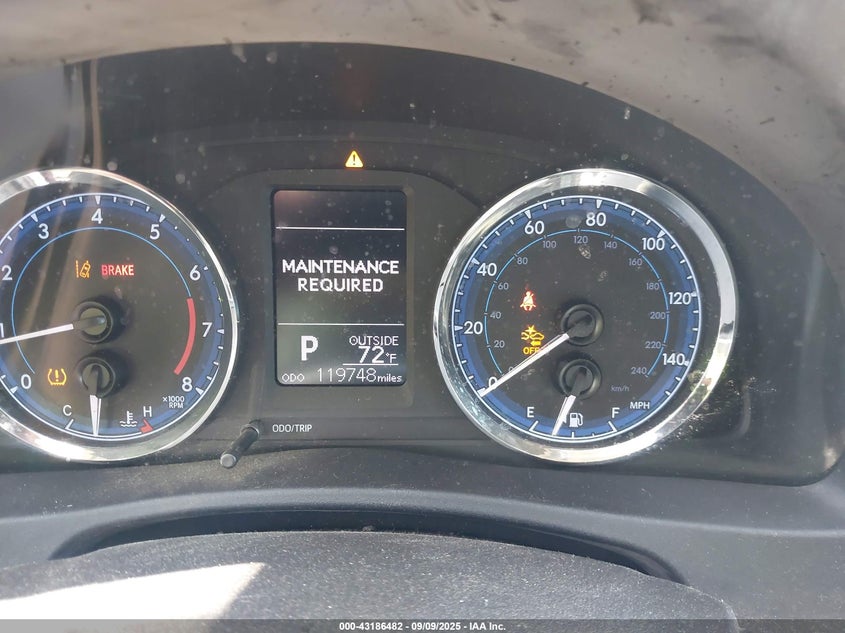 0 1 2 3 4 5 6 7 8
BRAKE
x1000
RPM
C H
MAINTENANCE
REQUIRED
P
OUTSIDE
72°F
ODO 119748 miles
ODO/TRIP
0 20 40 60 80 100 120 140
20 40 80 100 120 140 160 180 200 220 240
OFF
km/h
MPH
E F
000-43186482 - 09/09/2025 - IAA Inc.